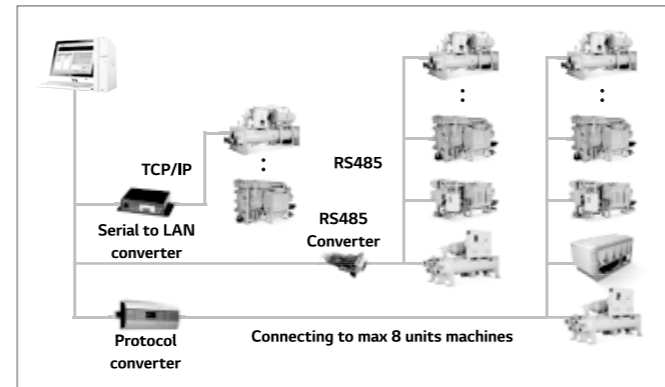 TCP/IP
RS485
Serial to LAN
converter
RS485
Converter
Protocol
converter
Connecting to max 8 units machines